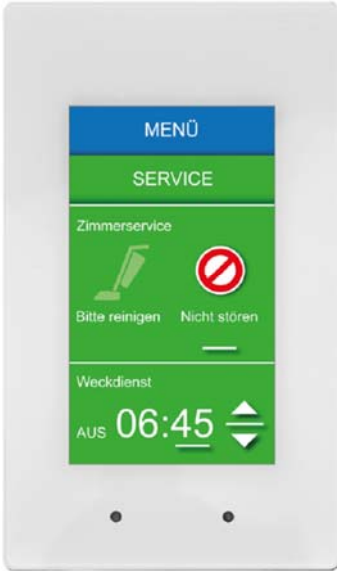 MENÜ
SERVICE
Zimmerservice
Bitte reinigen Nicht stören
Weckdienst
AUS 06:45